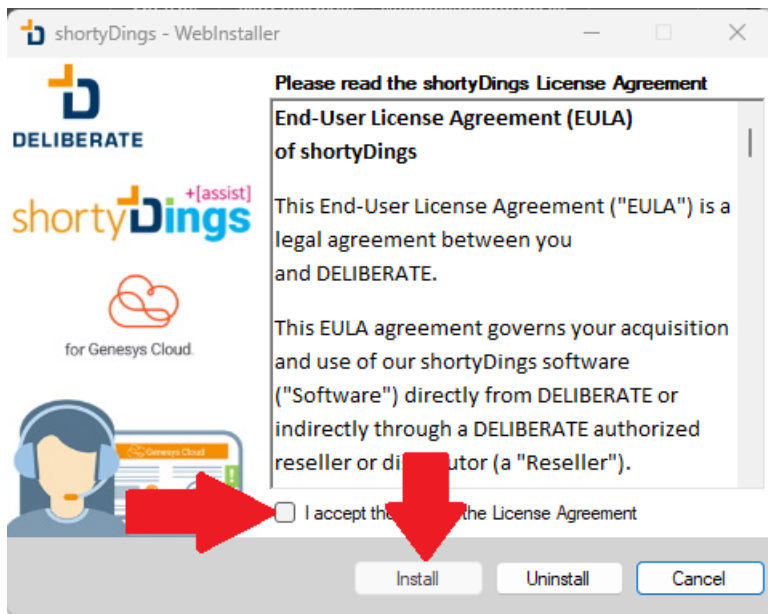 shortyDings - WebInstaller
DELIBERATE
shortyDings +[assist]
for Genesys Cloud.
Genesys Cloud
Please read the shortyDings License Agreement
End-User License Agreement (EULA)
of shortyDings
This End-User License Agreement ("EULA") is a
legal agreement between you
and DELIBERATE.
This EULA agreement governs your acquisition
and use of our shortyDings software
("Software") directly from DELIBERATE or
indirectly through a DELIBERATE authorized
reseller or utor (a "Reseller").
I accept the the License Agreement
Install
Uninstall
Cancel